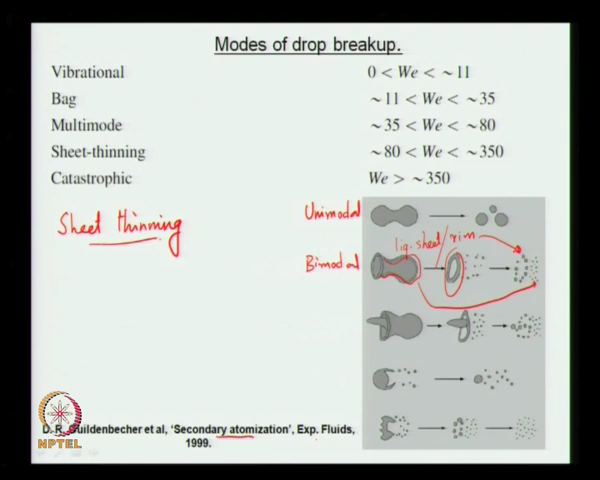 Modes of drop breakup.
Vibrational 0 < We < ~11
Bag ~11 < We < ~35
Multimode ~35 < We < ~80
Sheet-thinning ~80 < We < ~350
Catastrophic We > ~350
Sheet thinning
Unimodal
liq. sheet / rim
Bimodal
D. R. Guildenbecher et al, ‘Secondary atomization’, Exp. Fluids,
1999.
NPTEL